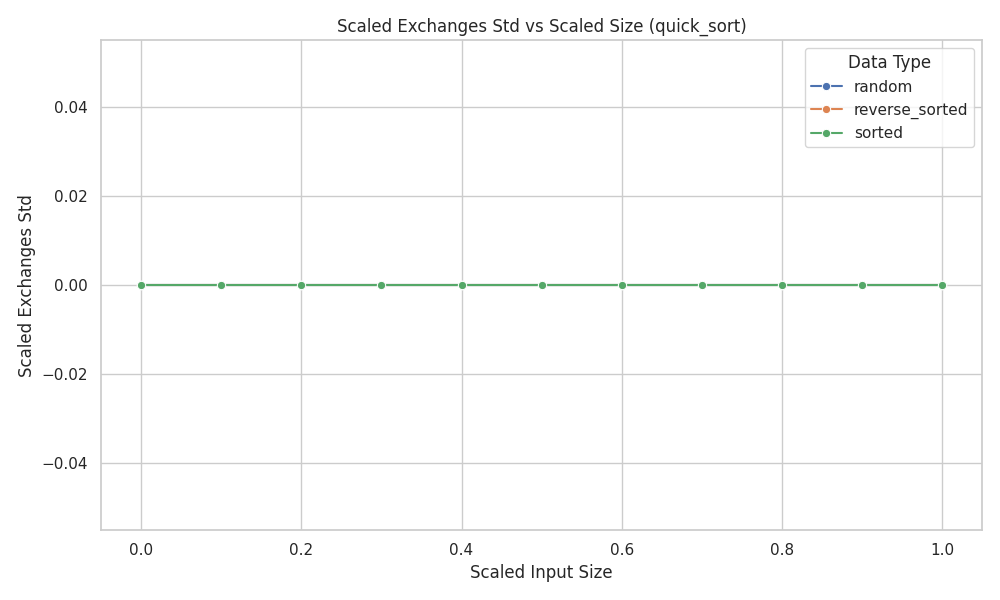 Scaled Exchanges Std vs Scaled Size (quick_sort)
Data Type
random
reverse_sorted
sorted
Scaled Exchanges Std
0.04
0.02
0.00
−0.02
−0.04
0.0 0.2 0.4 0.6 0.8 1.0
Scaled Input Size